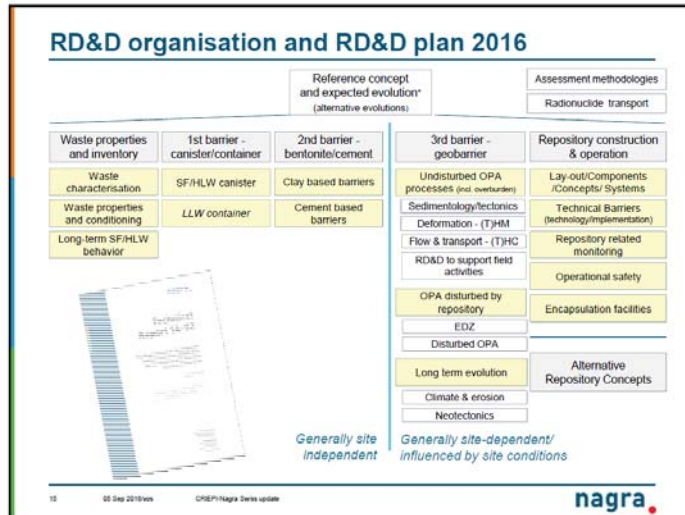 RD&D organisation and RD&D plan 2016
Reference concept
and expected evolution*
(alternative evolutions)
Assessment methodologies
Radionuclide transport
Waste properties
and inventory
1st barrier -
canister/container
2nd barrier -
bentonite/cement
3rd barrier -
geobarrier
Repository construction
& operation
Waste
characterisation
Waste properties
and conditioning
Long-term SF/HLW
behavior
SF/HLW canister
LLW container
Clay based barriers
Cement based
barriers
Undisturbed OPA
processes (incl. overburden)
Sedimentology/tectonics
Deformation - (T)HM
Flow & transport - (T)HC
RD&D to support field
activities
OPA disturbed by
repository
EDZ
Disturbed OPA
Long term evolution
Climate & erosion
Neotectonics
Lay-out/Components
/Concepts/ Systems
Technical Barriers
(technology/implementation)
Repository related
monitoring
Operational safety
Encapsulation facilities
Alternative
Repository Concepts
Generally site
independent
Generally site-dependent/
influenced by site conditions
CRIEPI-Nagra Swiss update
nagra.